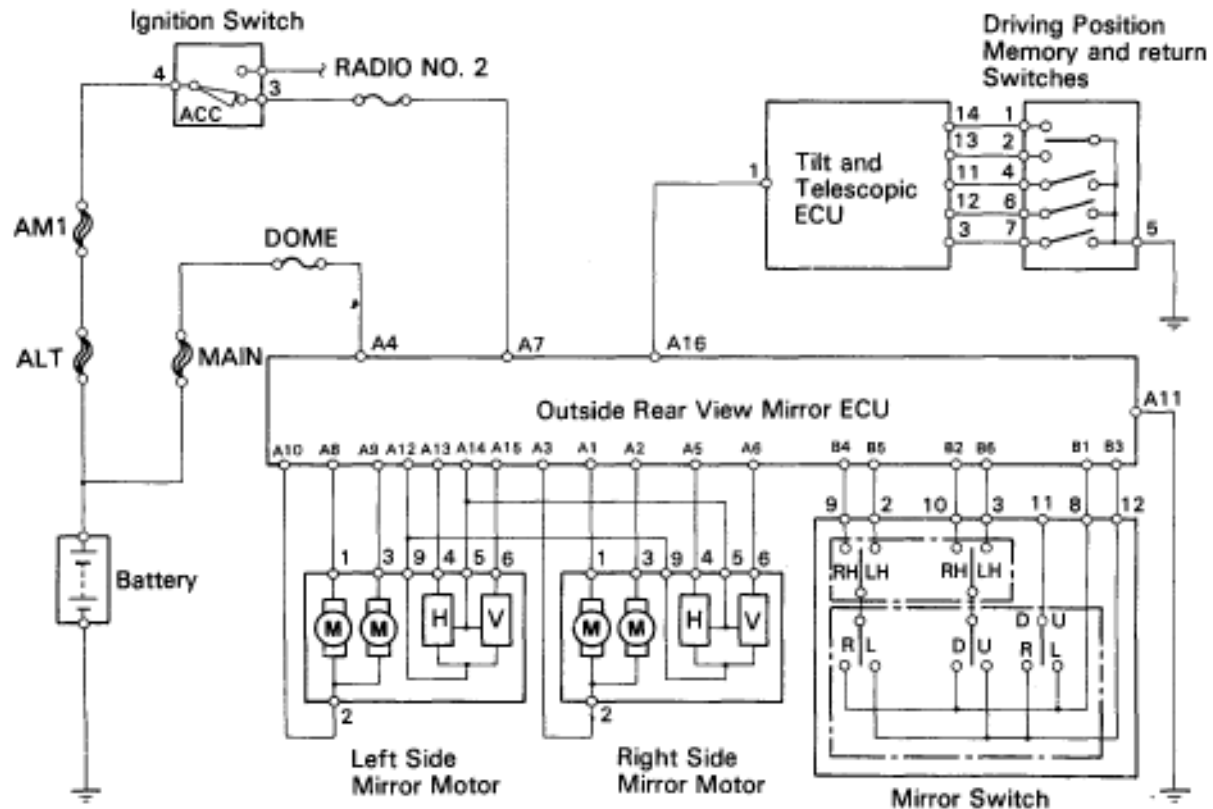 Ignition Switch
Driving Position
Memory and return
Switches
4
RADIO NO. 2
3
ACC
14 1
13 2
11 4
12 6
3 7
5
1
Tilt and
Telescopic
ECU
AM1
DOME
ALT
MAIN
A4
A7
A16
A11
Outside Rear View Mirror ECU
A10 A8 A9 A12 A13 A14 A15 A3 A1 A2 A5 A6 B4 B5 B2 B6 B1 B3
9 2 10 3 11 8 12
1 3 9 4 5 6
1 3 9 4 5 6
Battery
RH LH RH LH
M M H V
M M H V
D U
R L D U R L
2
2
Left Side
Mirror Motor
Right Side
Mirror Motor
Mirror Switch